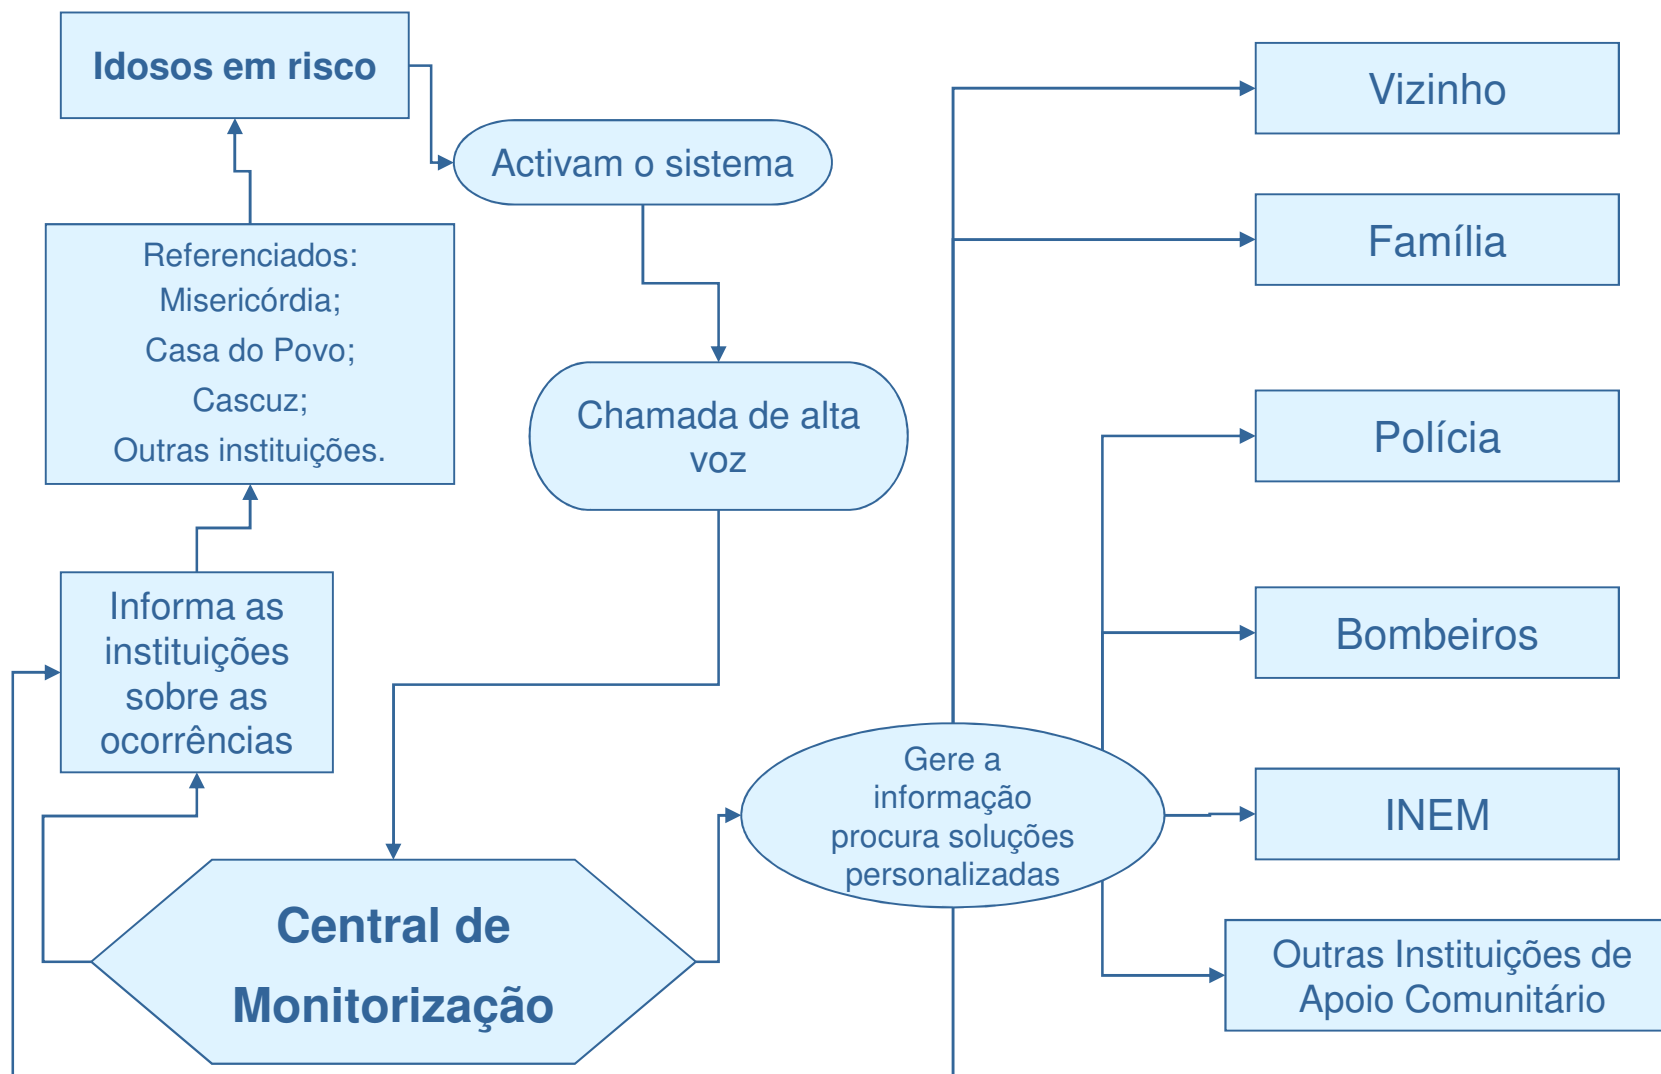 Idosos em risco
Activam o sistema
Referenciados:
Misericórdia;
Casa do Povo;
Cascuz;
Outras instituições.
Chamada de alta
voz
Informa as
instituições
sobre as
ocorrências
Central de
Monitorização
Gere a
informação
procura soluções
personalizadas
Vizinho
Família
Polícia
Bombeiros
INEM
Outras Instituições de
Apoio Comunitário